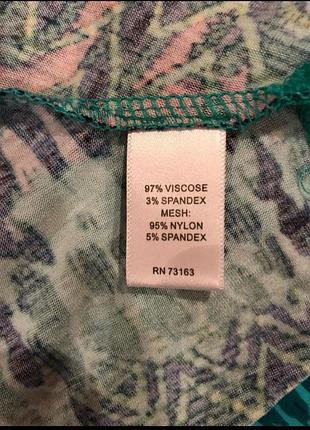 97% VISCOSE
3% SPANDEX
MESH:
95% NYLON
5% SPANDEX
RN 73163